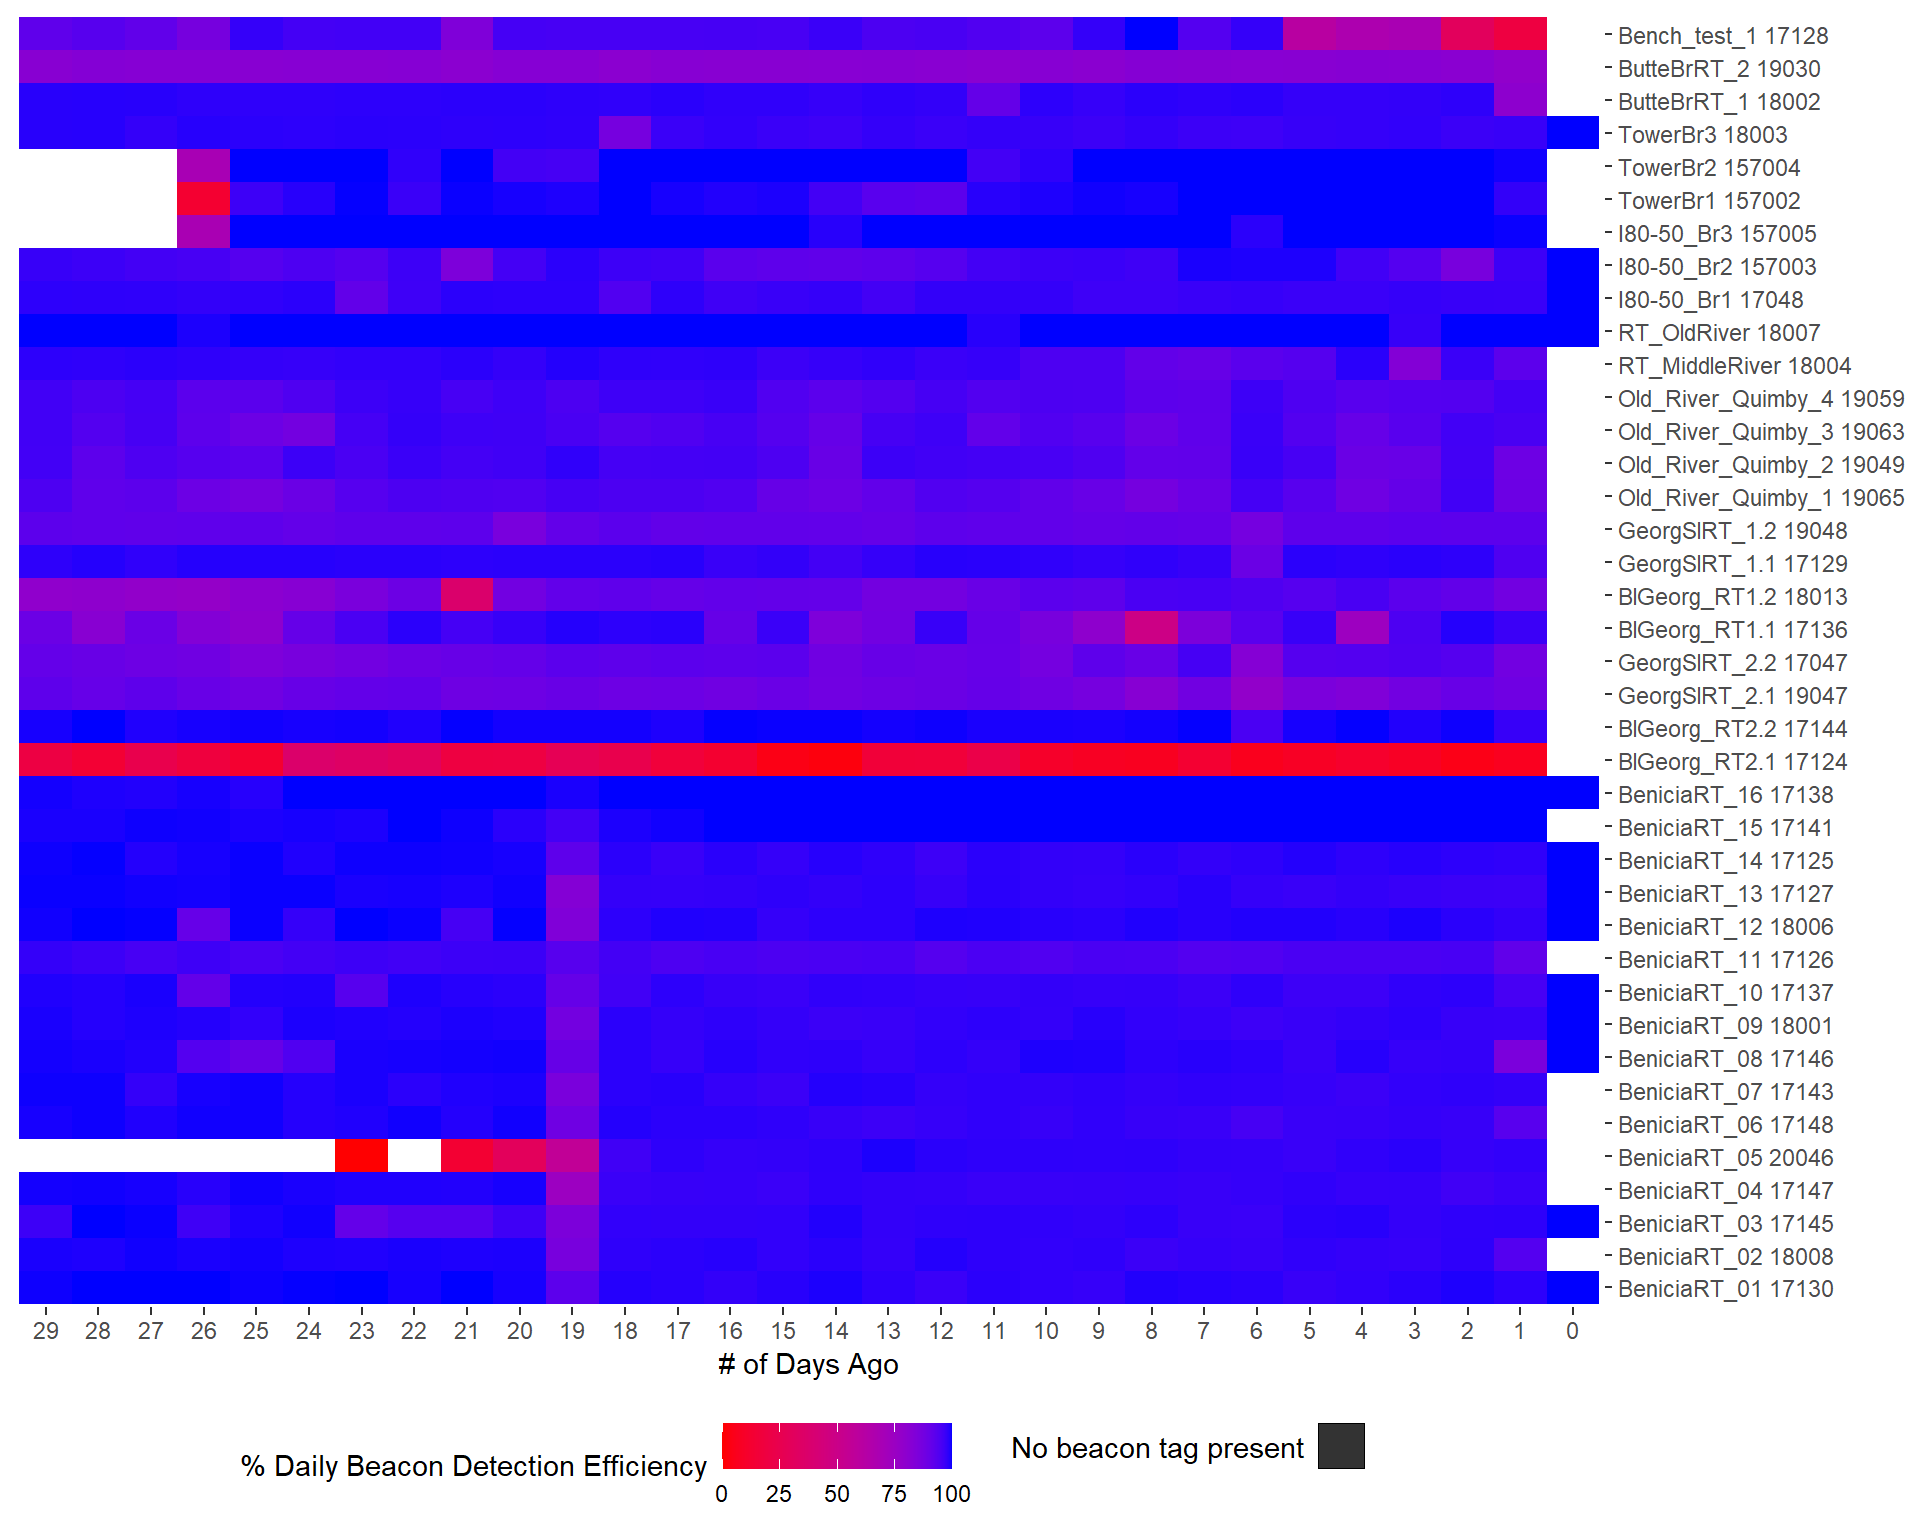 Bench_test_1 17128
ButteBrRT_2 19030
ButteBrRT_1 18002
TowerBr3 18003
TowerBr2 157004
TowerBr1 157002
I80-50_Br3 157005
I80-50_Br2 157003
I80-50_Br1 17048
RT_OldRiver 18007
RT_MiddleRiver 18004
Old_River_Quimby_4 19059
Old_River_Quimby_3 19063
Old_River_Quimby_2 19049
Old_River_Quimby_1 19065
GeorgSlRT_1.2 19048
GeorgSlRT_1.1 17129
BlGeorg_RT1.2 18013
BlGeorg_RT1.1 17136
GeorgSlRT_2.2 17047
GeorgSlRT_2.1 19047
BlGeorg_RT2.2 17144
BlGeorg_RT2.1 17124
BeniciaRT_16 17138
BeniciaRT_15 17141
BeniciaRT_14 17125
BeniciaRT_13 17127
BeniciaRT_12 18006
BeniciaRT_11 17126
BeniciaRT_10 17137
BeniciaRT_09 18001
BeniciaRT_08 17146
BeniciaRT_07 17143
BeniciaRT_06 17148
BeniciaRT_05 20046
BeniciaRT_04 17147
BeniciaRT_03 17145
BeniciaRT_02 18008
BeniciaRT_01 17130
29 28 27 26 25 24 23 22 21 20 19 18 17 16 15 14 13 12 11 10 9 8 7 6 5 4 3 2 1 0
# of Days Ago
% Daily Beacon Detection Efficiency
0 25 50 75 100
No beacon tag present